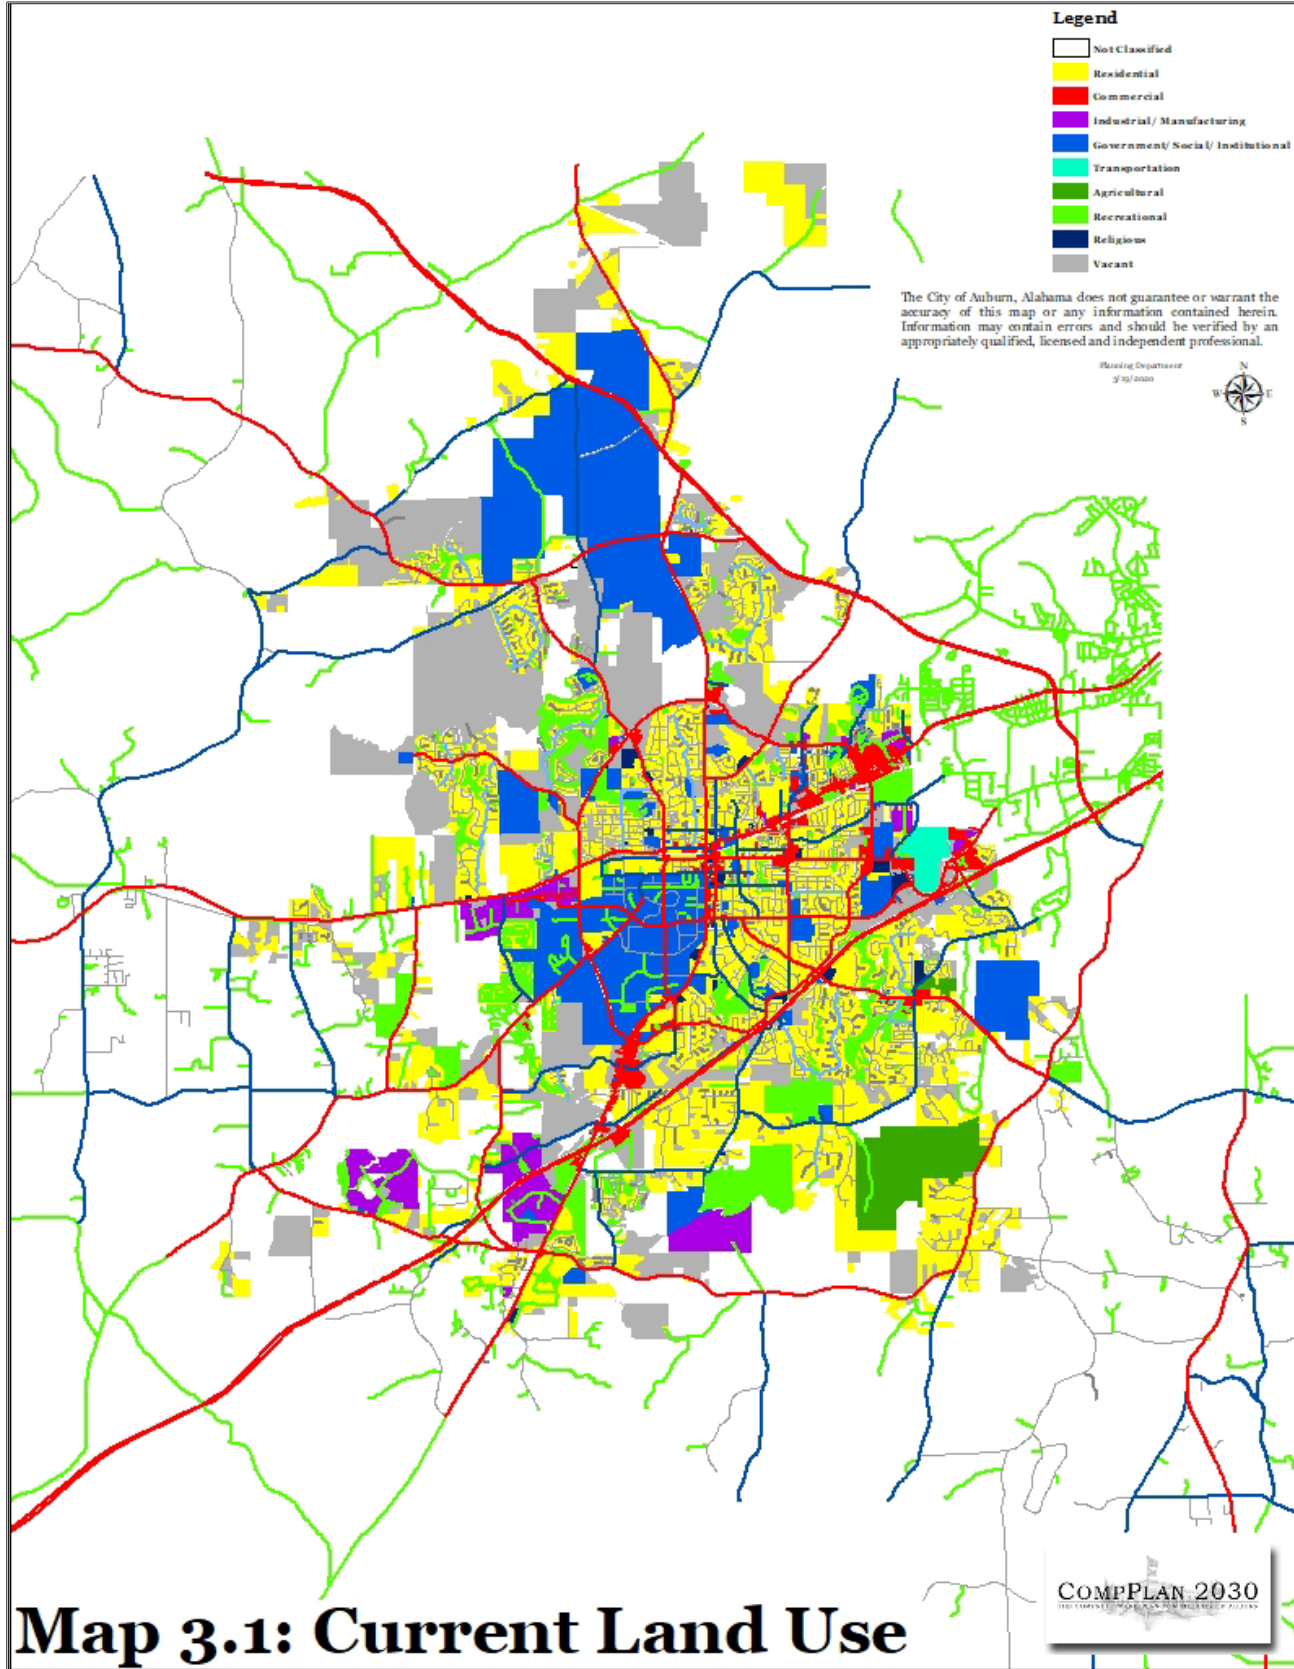 Legend
Not Classified
Residential
Commercial
Industrial/ Manufacturing
Government/ Social/ Institutional
Transportation
Agricultural
Recreational
Religious
Vacant
The City of Auburn, Alabama does not guarantee or warrant the
accuracy of this map or any information contained herein.
Information may contain errors and should be verified by an
appropriately qualified, licensed and independent professional.
Planning Department
3/19/2020
N
W E
S
COMPPLAN 2030
Map 3.1: Current Land Use